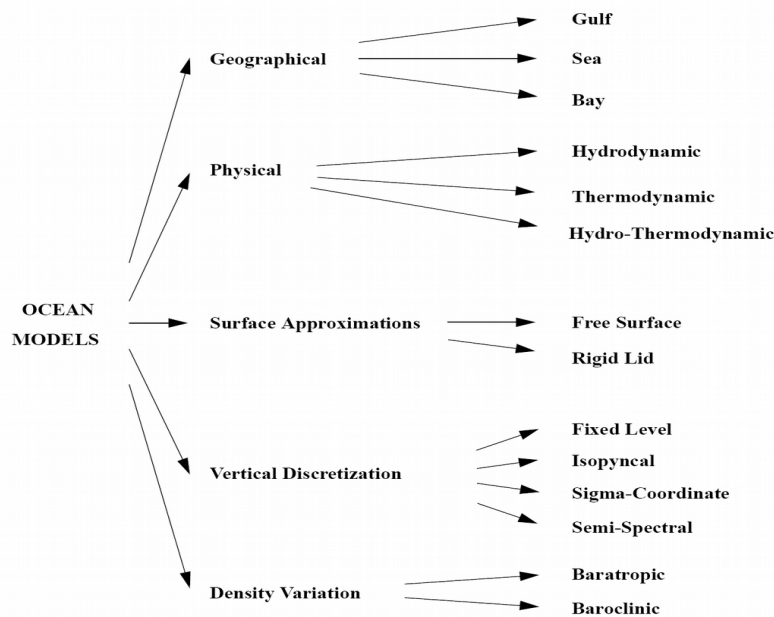 OCEAN
MODELS
Geographical
Gulf
Sea
Bay
Physical
Hydrodynamic
Thermodynamic
Hydro-Thermodynamic
Surface Approximations
Free Surface
Rigid Lid
Vertical Discretization
Fixed Level
Isopyncal
Sigma-Coordinate
Semi-Spectral
Density Variation
Baratropic
Baroclinic